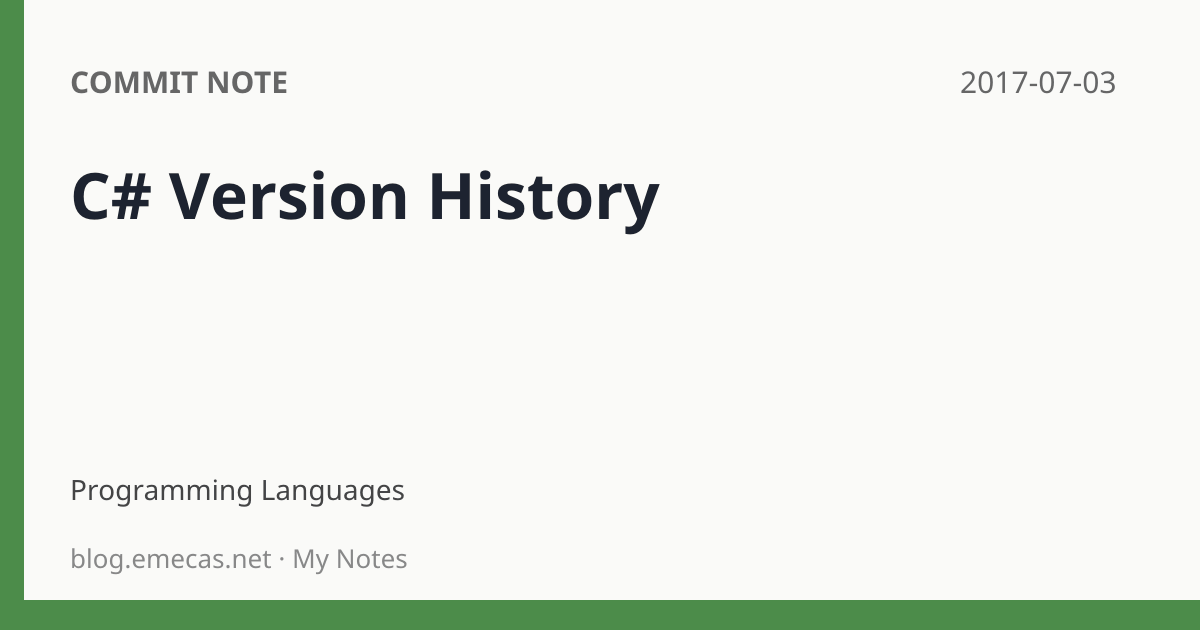 COMMIT NOTE
2017-07-03
C# Version History
Programming Languages
blog.emecas.net · My Notes